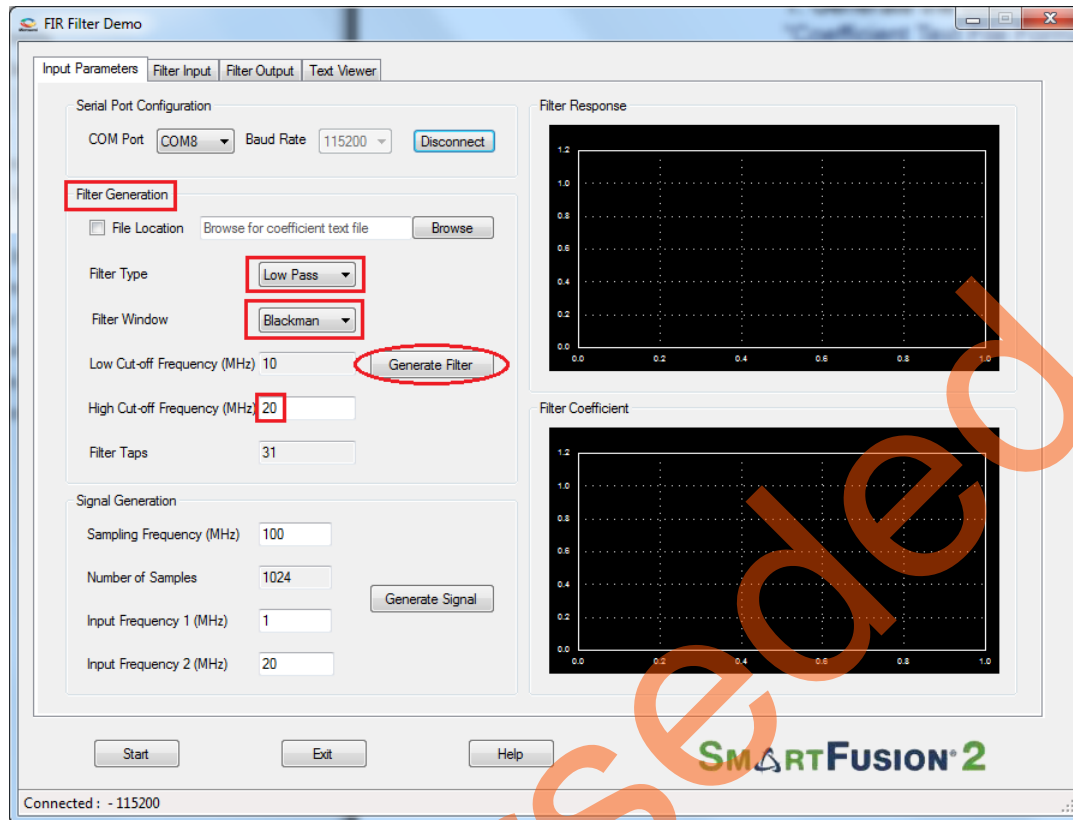 FIR Filter Demo
Input Parameters
Filter Input
Filter Output
Text Viewer
Serial Port Configuration
COM Port COM8 Baud Rate 115200 Disconnect
Filter Generation
File Location Browse for coefficient text file Browse
Filter Type Low Pass
Filter Window Blackman
Low Cut-off Frequency (MHz) 10 Generate Filter
High Cut-off Frequency (MHz) 20
Filter Taps 31
Signal Generation
Sampling Frequency (MHz) 100
Number of Samples 1024
Generate Signal
Input Frequency 1 (MHz) 1
Input Frequency 2 (MHz) 20
Filter Response
1.2
1.0
0.8
0.6
0.4
0.2
0.0
0.0 0.2 0.4 0.6 0.8 1.0
Filter Coefficient
1.2
1.0
0.8
0.6
0.4
0.2
0.0
0.0 0.2 0.4 0.6 0.8 1.0
Start Exit Help
SMARTFUSION® 2
Connected : - 115200
seded